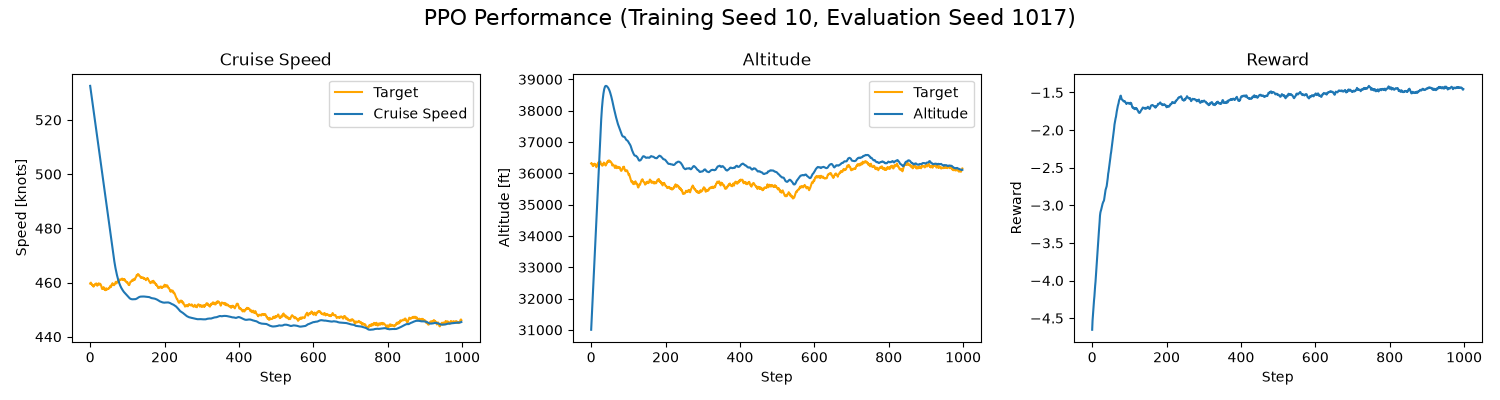 PPO Performance (Training Seed 10, Evaluation Seed 1017)
Cruise Speed
Speed [knots]
520
500
480
460
440
0 200 400 600 800 1000
Step
Target
Cruise Speed
Altitude
Altitude [ft]
39000
38000
37000
36000
35000
34000
33000
32000
31000
0 200 400 600 800 1000
Step
Target
Altitude
Reward
Reward
−1.5
−2.0
−2.5
−3.0
−3.5
−4.0
−4.5
0 200 400 600 800 1000
Step